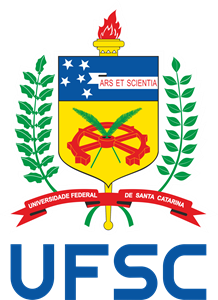 ARS ET SCIENTIA
UNIVERSIDADE FEDERAL DE SANTA CATARINA
UFSC